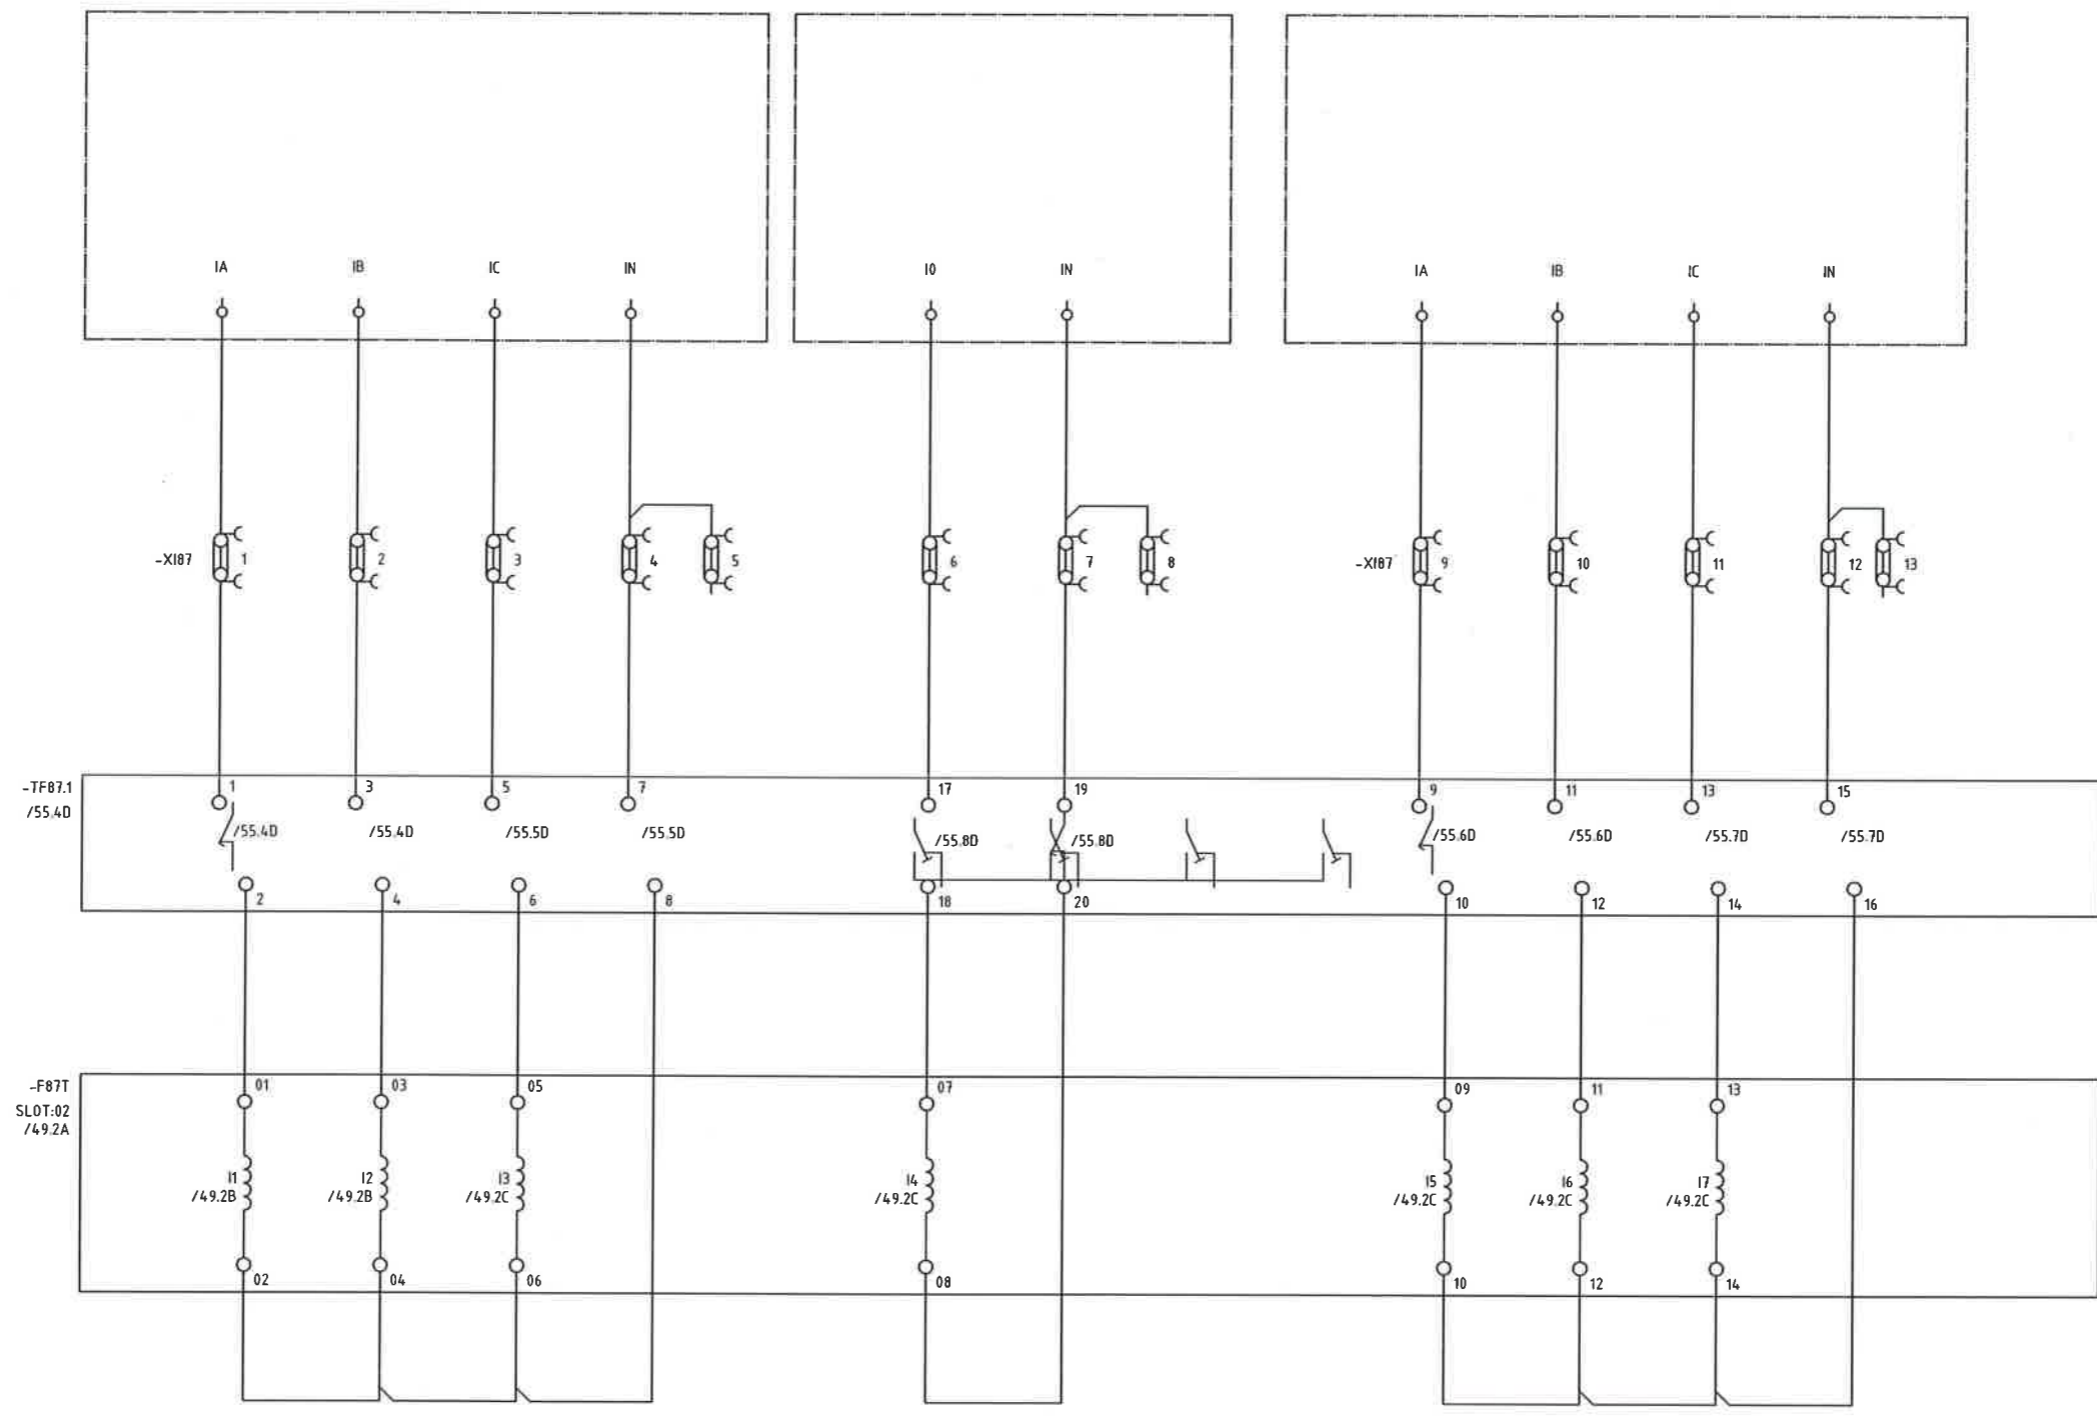 IA IB IC IN I0 IN IA IB IC IN
-XI87 1 2 3 4 5 6 7 8 -XI87 9 10 11 12 13
-TF87.1 1 3 5 7 17 19 9 11 13 15
/55.4D /55.4D /55.4D /55.5D /55.5D /55.8D /55.8D /55.6D /55.6D /55.7D /55.7D
2 4 6 8 18 20 10 12 14 16
-F87T 01 03 05 07 09 11 13
SLOT:02
/49.2A
I1 I2 I3 I4 I5 I6 I7
/49.2B /49.2B /49.2C /49.2C /49.2C /49.2C /49.2C
02 04 06 08 10 12 14